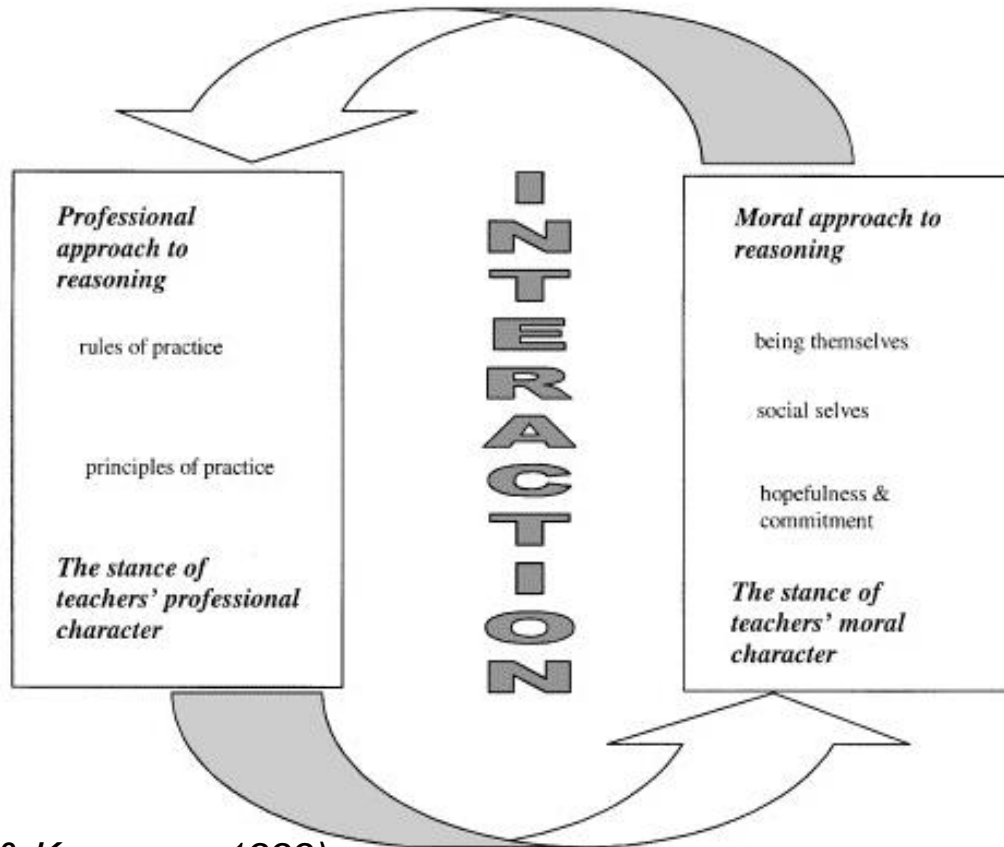 Professional
approach to
reasoning
rules of practice
principles of practice
The stance of
teachers' professional
character
INTERACTION
Moral approach to
reasoning
being themselves
social selves
hopefulness &
commitment
The stance of
teachers' moral
character